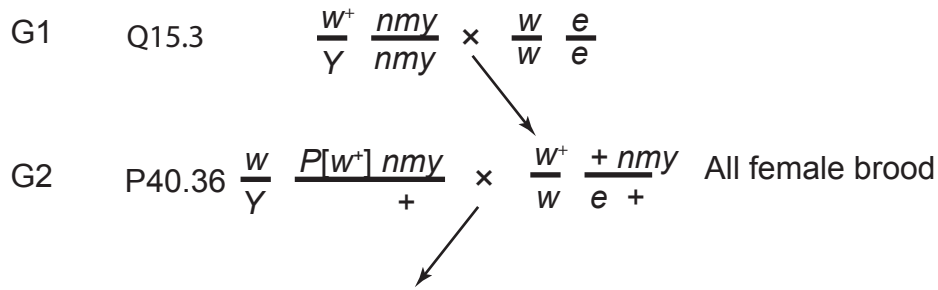 G1 Q15.3 w⁺ nmy × w e
Y nmy w e
G2 P40.36 w P[w⁺] nmy × w⁺ + nmy All female brood
Y + w e +